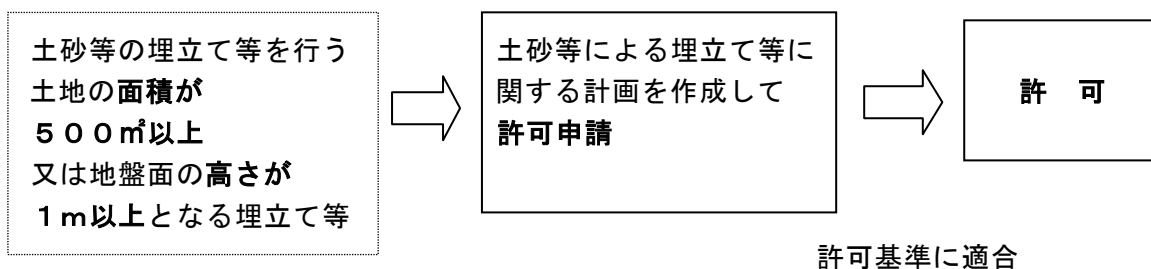 土砂等の埋立て等を行う
土地の面積が
５００㎡以上
又は地盤面の高さが
１ｍ以上となる埋立て等
土砂等による埋立て等に
関する計画を作成して
許可申請
許　可
許可基準に適合